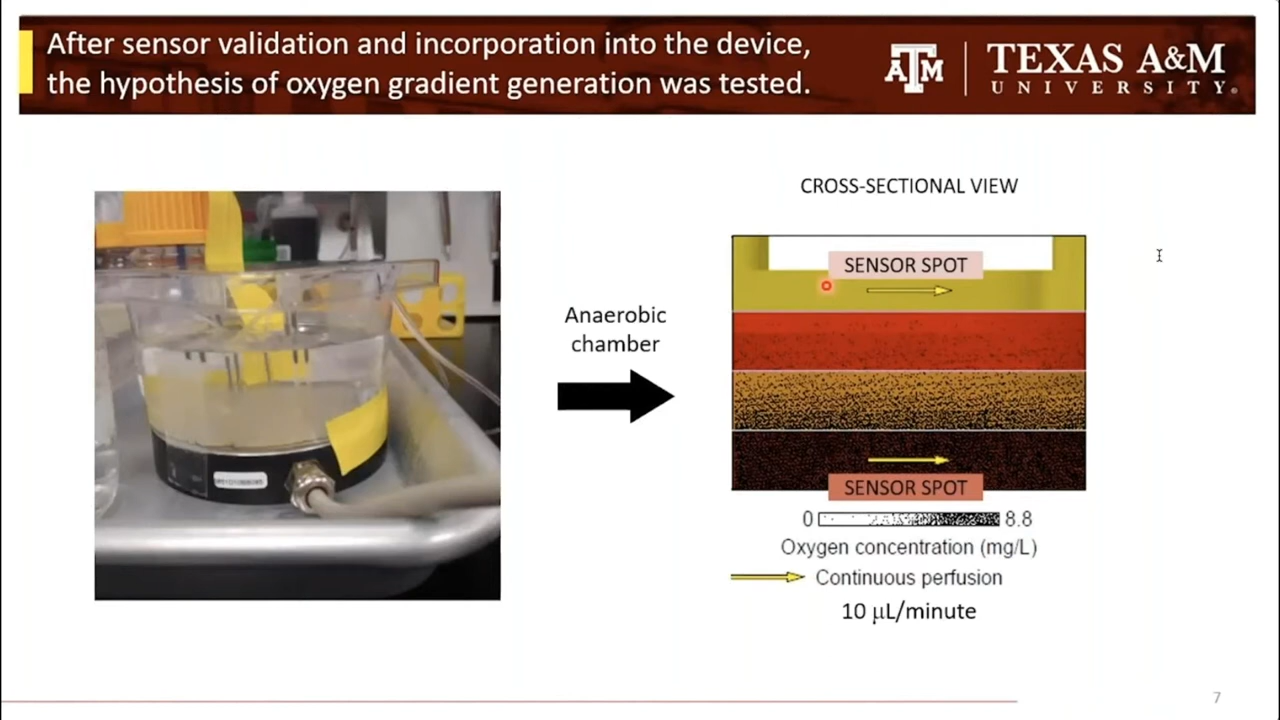 After sensor validation and incorporation into the device,
the hypothesis of oxygen gradient generation was tested.
ATM
TEXAS A&M
UNIVERSITY®
CROSS-SECTIONAL VIEW
SENSOR SPOT
Anaerobic
chamber
SENSOR SPOT
0 8.8
Oxygen concentration (mg/L)
Continuous perfusion
10 μL/minute
7